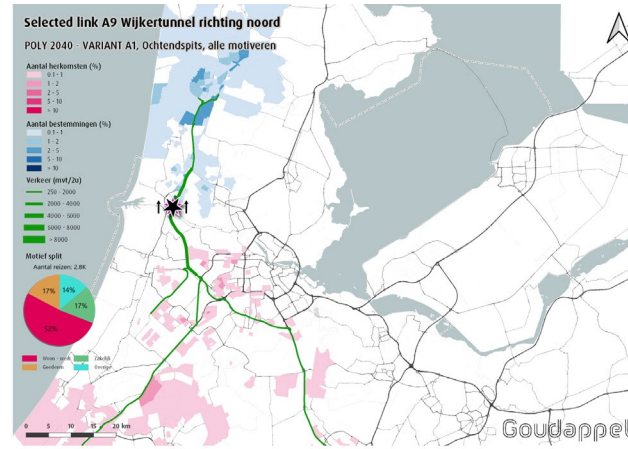 Selected link A9 Wijkertunnel richting noord
POLY 2040 - VARIANT A1, Ochtendspits, alle motiveren
Aantal herkomsten (%)
0.1 - 1
1 - 2
2 - 5
5 - 10
> 10
Aantal bestemmingen (%)
0.1 - 1
1 - 2
2 - 5
5 - 10
> 10
Verkeer (mvt/2u)
250 - 2000
2000 - 4000
4000 - 6000
6000 - 8000
> 8000
Motief split
Aantal reizen: 2.8K
17%
14%
17%
52%
Woon - werk
Zakelijk
Goederen
Overige
0 5 10 15 20 km
Goudappel